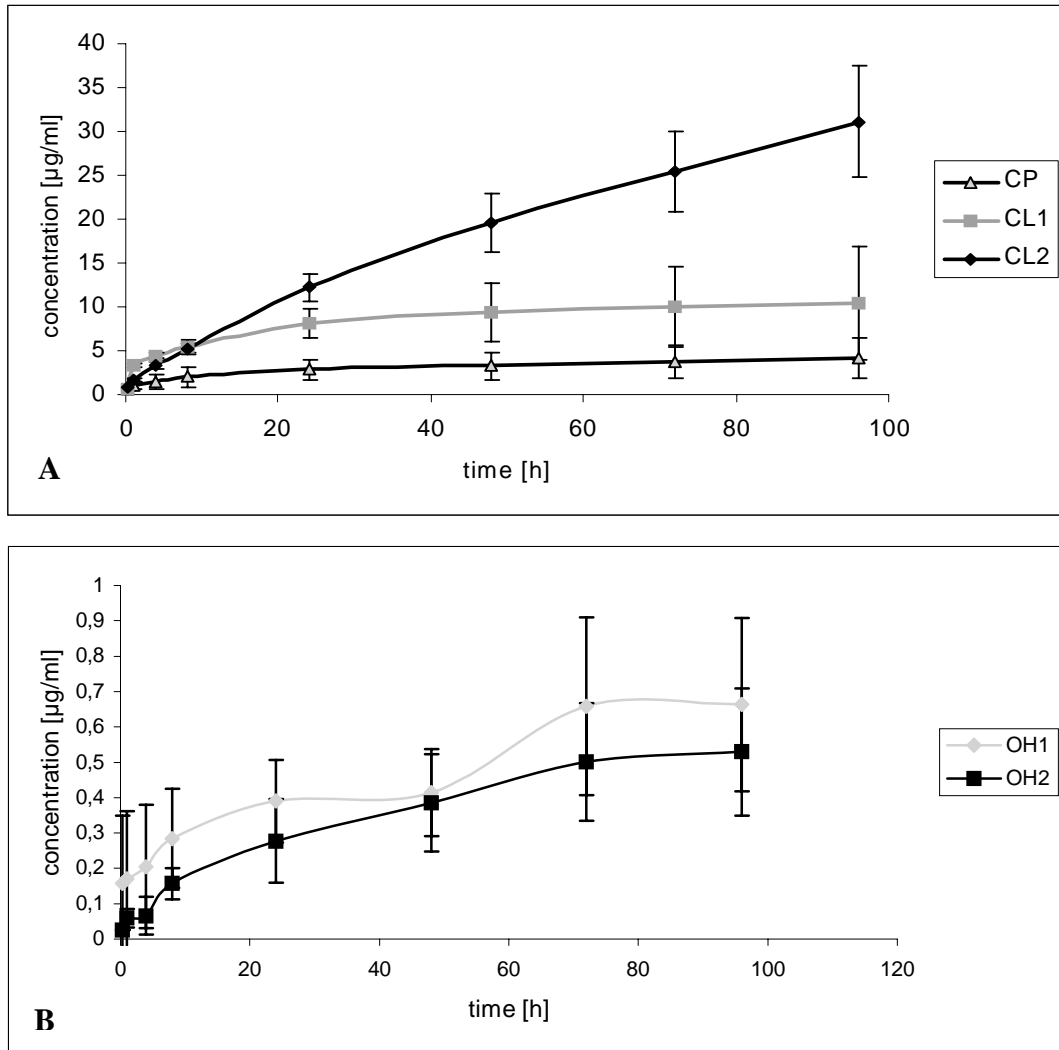 40
35
30
25
20
15
10
5
0
concentration [µg/ml]
0 20 40 60 80 100
time [h]
CP
CL1
CL2
A
1
0,9
0,8
0,7
0,6
0,5
0,4
0,3
0,2
0,1
0
concentration [µg/ml]
0 20 40 60 80 100 120
time [h]
OH1
OH2
B